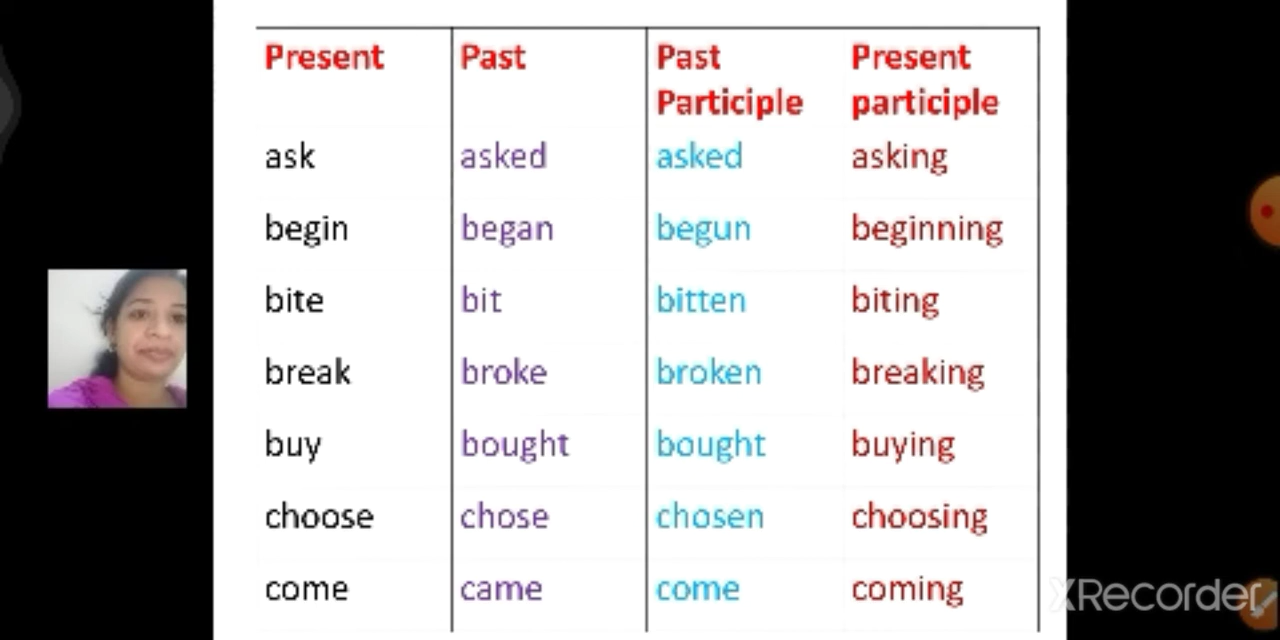 Present Past Past Participle Present participle
ask asked asked asking
begin began begun beginning
bite bit bitten biting
break broke broken breaking
buy bought bought buying
choose chose chosen choosing
come came come coming
XRecorder